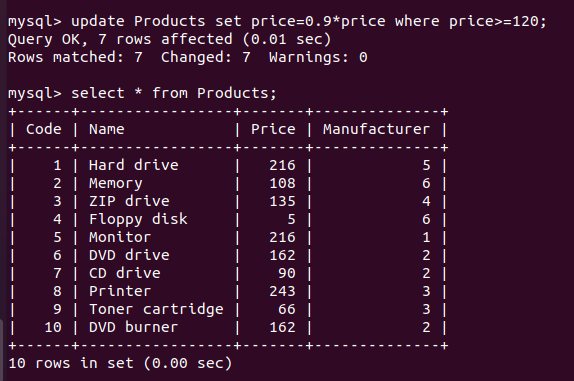 mysql> update Products set price=0.9*price where price>=120;
Query OK, 7 rows affected (0.01 sec)
Rows matched: 7  Changed: 7  Warnings: 0

mysql> select * from Products;
+------+-----------------+-------+--------------+
| Code | Name            | Price | Manufacturer |
+------+-----------------+-------+--------------+
|    1 | Hard drive      |   216 |            5 |
|    2 | Memory          |   108 |            6 |
|    3 | ZIP drive       |   135 |            4 |
|    4 | Floppy disk     |     5 |            6 |
|    5 | Monitor         |   216 |            1 |
|    6 | DVD drive       |   162 |            2 |
|    7 | CD drive        |    90 |            2 |
|    8 | Printer         |   243 |            3 |
|    9 | Toner cartridge |    66 |            3 |
|   10 | DVD burner      |   162 |            2 |
+------+-----------------+-------+--------------+
10 rows in set (0.00 sec)